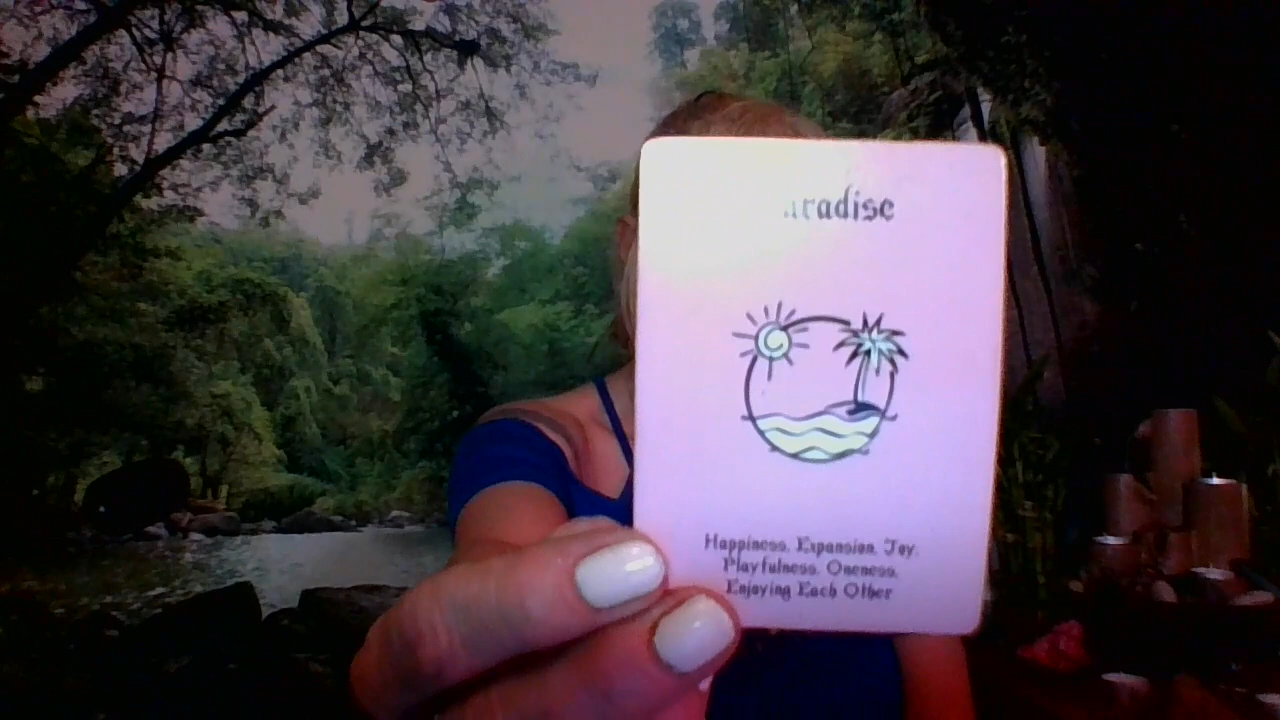 aradise
Happiness. Expansion. Joy.
Playfulness. Oneness.
Enjoying Each Other